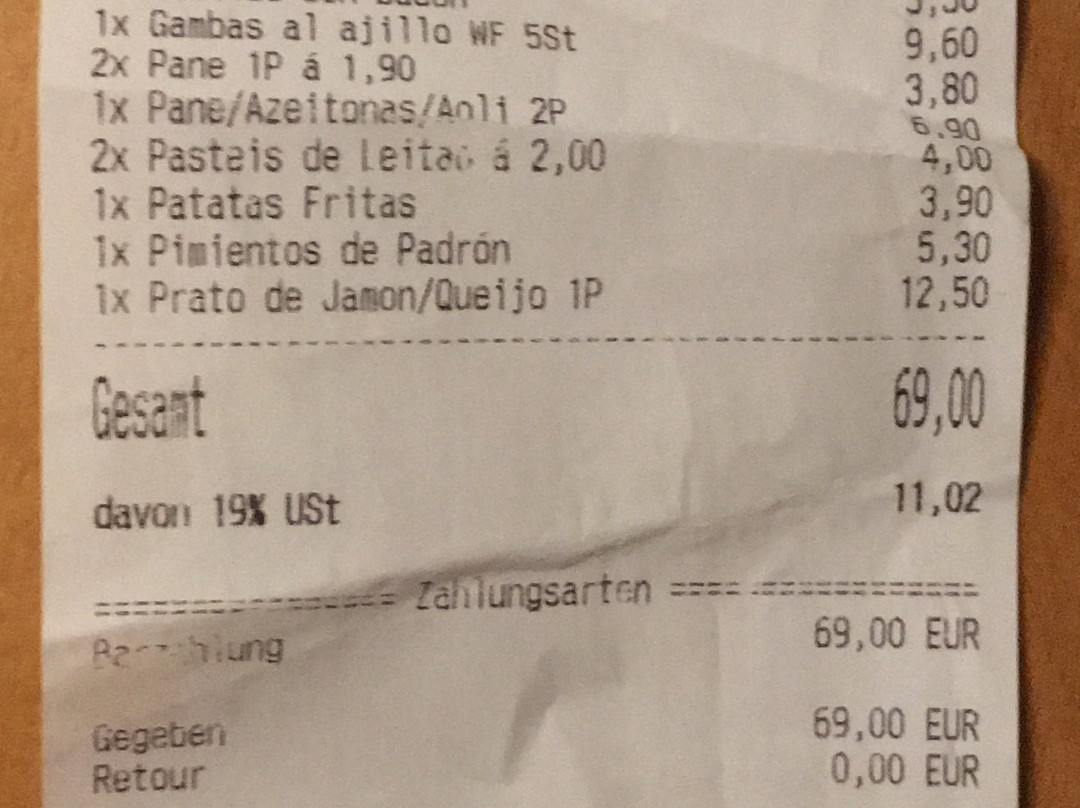 1x Gambas al ajillo WF 5St 9,60
2x Pane 1P á 1,90 3,80
1x Pane/Azeitonas/Aoli 2P 6,90
2x Pasteis de Leitao á 2,00 4,00
1x Patatas Fritas 3,90
1x Pimientos de Padrón 5,30
1x Prato de Jamon/Queijo 1P 12,50
Gesamt 69,00
davon 19% USt 11,02
Zahlungsarten
Barzahlung 69,00 EUR
Gegeben 69,00 EUR
Retour 0,00 EUR